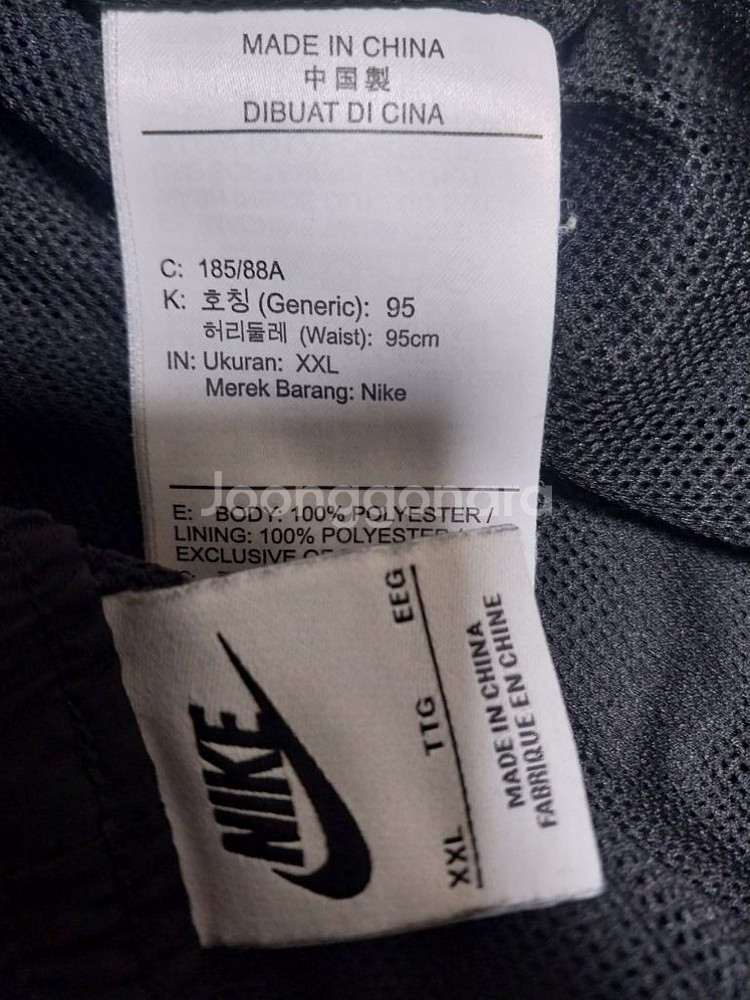 MADE IN CHINA
中国製
DIBUAT DI CINA
C: 185/88A
K: 호칭 (Generic): 95
허리둘레 (Waist): 95cm
IN: Ukuran: XXL
Merek Barang: Nike
Joonggonara
E: BODY: 100% POLYESTER /
LINING: 100% POLYESTER /
EXCLUSIVE
NIKE
XXL TTG EEG
MADE IN CHINA
FABRIQUE EN CHINE